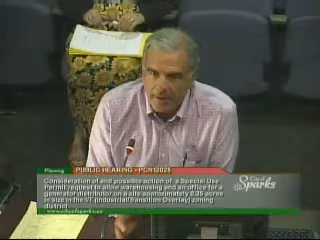 Planning
PUBLIC HEARING - PCN12025
Consideration of and possible action of a Special Use
Permit request to allow warehousing and an office for a
generator distributor on a site approximately 0.35 acres
in size in the I/T (Industrial/Transition Overlay) zoning
district.
City of
Sparks
www.cityofsparks.us